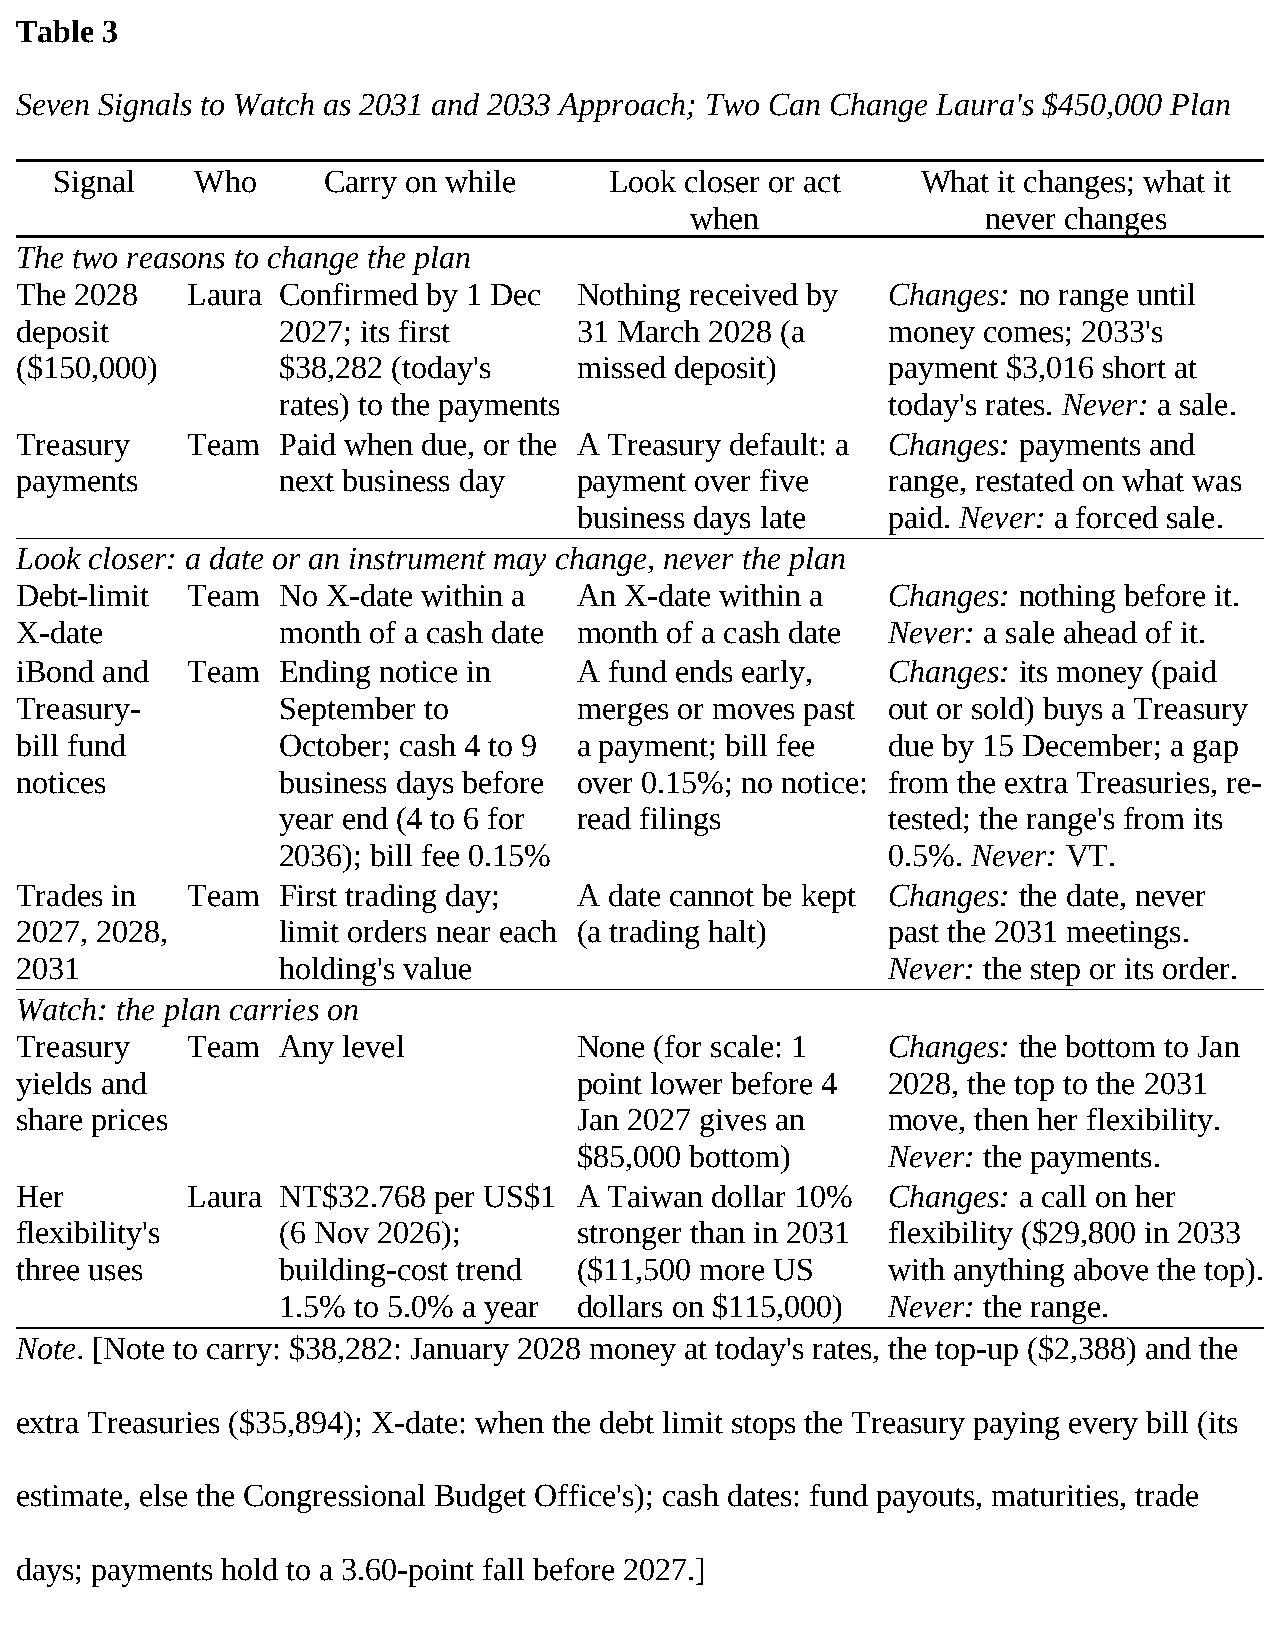 Table 3
Seven Signals to Watch as 2031 and 2033 Approach; Two Can Change Laura's $450,000 Plan
Signal Who Carry on while Look closer or act when What it changes; what it never changes
The two reasons to change the plan
The 2028 Laura Confirmed by 1 Dec Nothing received by Changes: no range until
deposit 2027; its first 31 March 2028 (a money comes; 2033's
($150,000) $38,282 (today's missed deposit) payment $3,016 short at
rates) to the payments today's rates. Never: a sale.
Treasury Team Paid when due, or the A Treasury default: a Changes: payments and
payments next business day payment over five range, restated on what was
business days late paid. Never: a forced sale.
Look closer: a date or an instrument may change, never the plan
Debt-limit Team No X-date within a An X-date within a Changes: nothing before it.
X-date month of a cash date month of a cash date Never: a sale ahead of it.
iBond and Team Ending notice in A fund ends early, Changes: its money (paid
Treasury- September to merges or moves past out or sold) buys a Treasury
bill fund October; cash 4 to 9 a payment; bill fee due by 15 December; a gap
notices business days before over 0.15%; no notice: from the extra Treasuries, re-
year end (4 to 6 for read filings tested; the range's from its
2036); bill fee 0.15% 0.5%. Never: VT.
Trades in Team First trading day; A date cannot be kept Changes: the date, never
2027, 2028, limit orders near each (a trading halt) past the 2031 meetings.
2031 holding's value Never: the step or its order.
Watch: the plan carries on
Treasury Team Any level None (for scale: 1 Changes: the bottom to Jan
yields and point lower before 4 2028, the top to the 2031
share prices Jan 2027 gives an move, then her flexibility.
$85,000 bottom) Never: the payments.
Her Laura NT$32.768 per US$1 A Taiwan dollar 10% Changes: a call on her
flexibility's (6 Nov 2026); stronger than in 2031 flexibility ($29,800 in 2033
three uses building-cost trend ($11,500 more US with anything above the top).
1.5% to 5.0% a year dollars on $115,000) Never: the range.
Note. [Note to carry: $38,282: January 2028 money at today's rates, the top-up ($2,388) and the
extra Treasuries ($35,894); X-date: when the debt limit stops the Treasury paying every bill (its
estimate, else the Congressional Budget Office's); cash dates: fund payouts, maturities, trade
days; payments hold to a 3.60-point fall before 2027.]